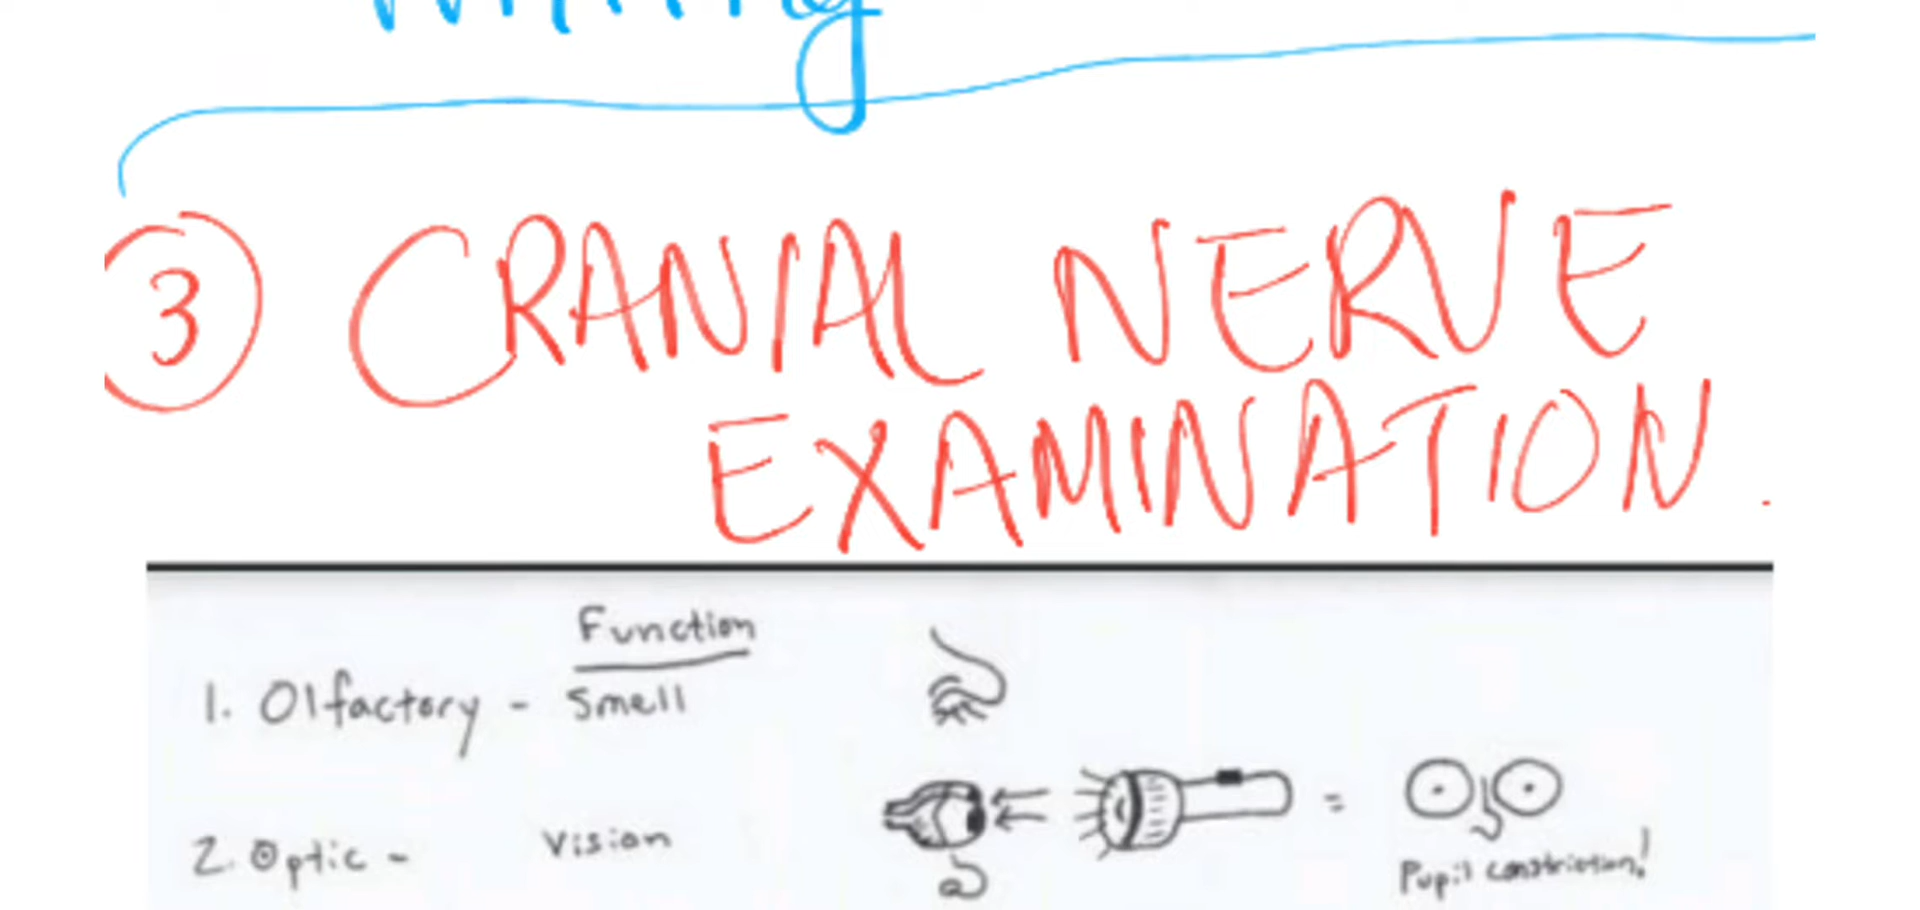 ③ CRANIAL NERVE
EXAMINATION.
Function
1. Olfactory - Smell
2. Optic - Vision
=
Pupil constriction!